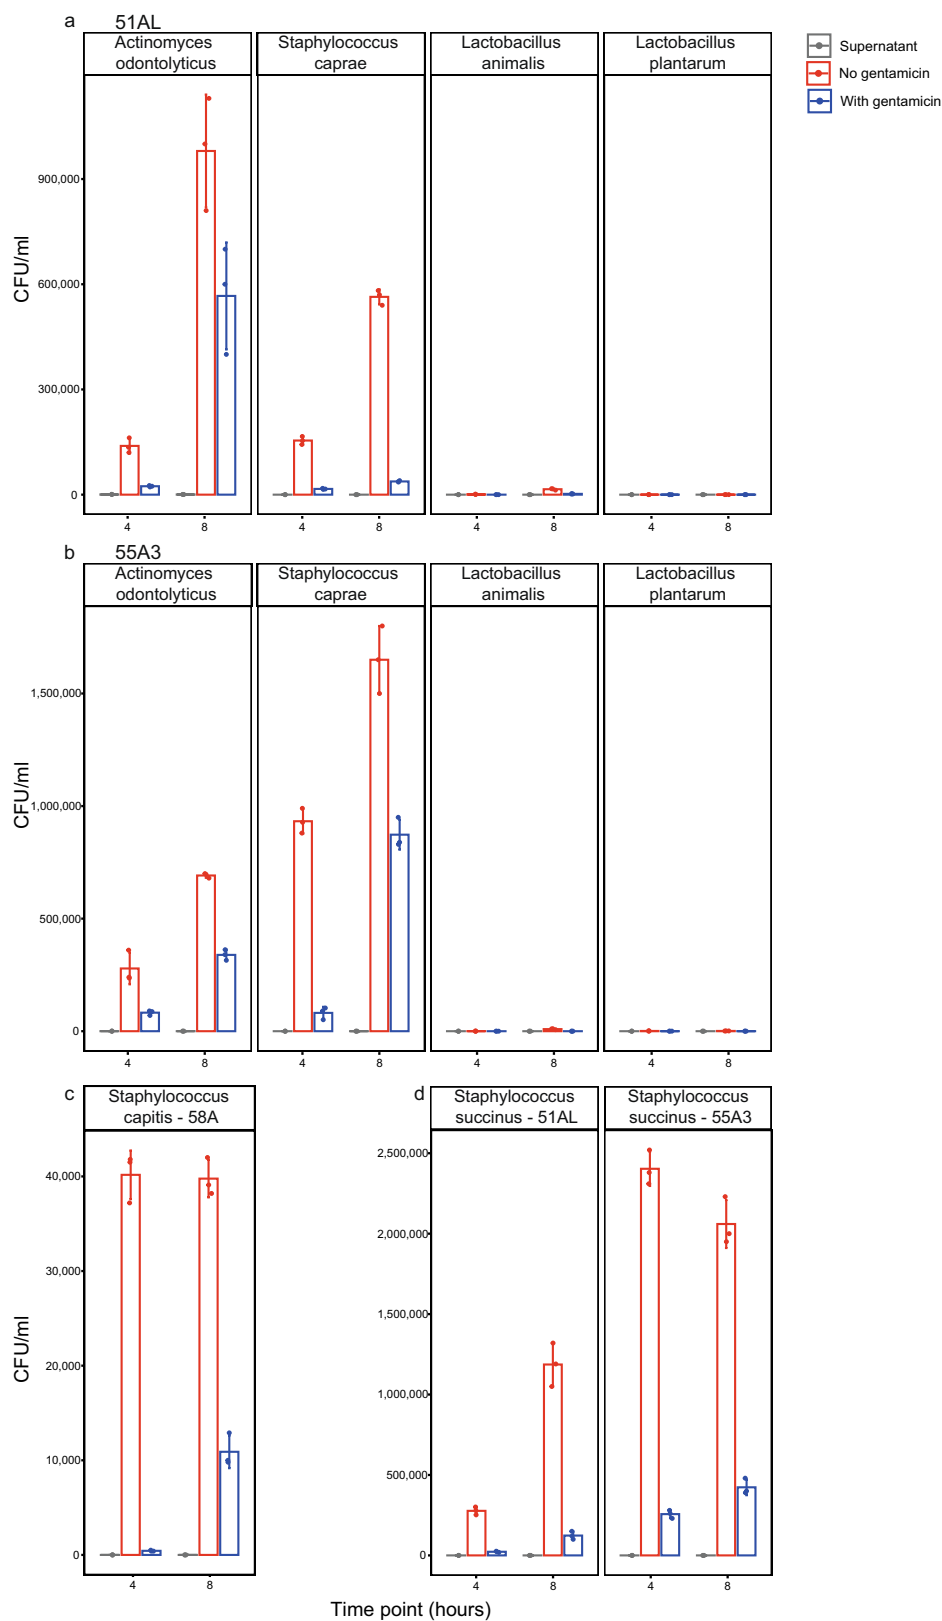 a 51AL
Actinomyces
odontolyticus
Staphylococcus
caprae
Lactobacillus
animalis
Lactobacillus
plantarum
Supernatant
No gentamicin
With gentamicin
CFU/ml
900,000
600,000
300,000
0
4 8
4 8
4 8
4 8
b 55A3
Actinomyces
odontolyticus
Staphylococcus
caprae
Lactobacillus
animalis
Lactobacillus
plantarum
CFU/ml
1,500,000
1,000,000
500,000
0
4 8
4 8
4 8
4 8
c
Staphylococcus
capitis - 58A
CFU/ml
40,000
30,000
20,000
10,000
0
4 8
d
Staphylococcus
succinus - 51AL
Staphylococcus
succinus - 55A3
2,500,000
2,000,000
1,500,000
1,000,000
500,000
0
4 8
4 8
Time point (hours)